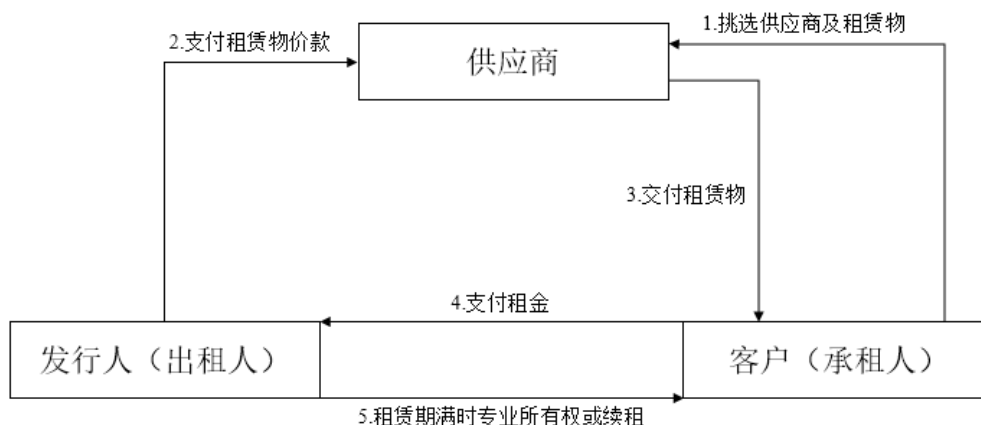 1.挑选供应商及租赁物
2.支付租赁物价款
供应商
3.交付租赁物
4.支付租金
发行人（出租人）
客户（承租人）
5.租赁期满时专业所有权或续租